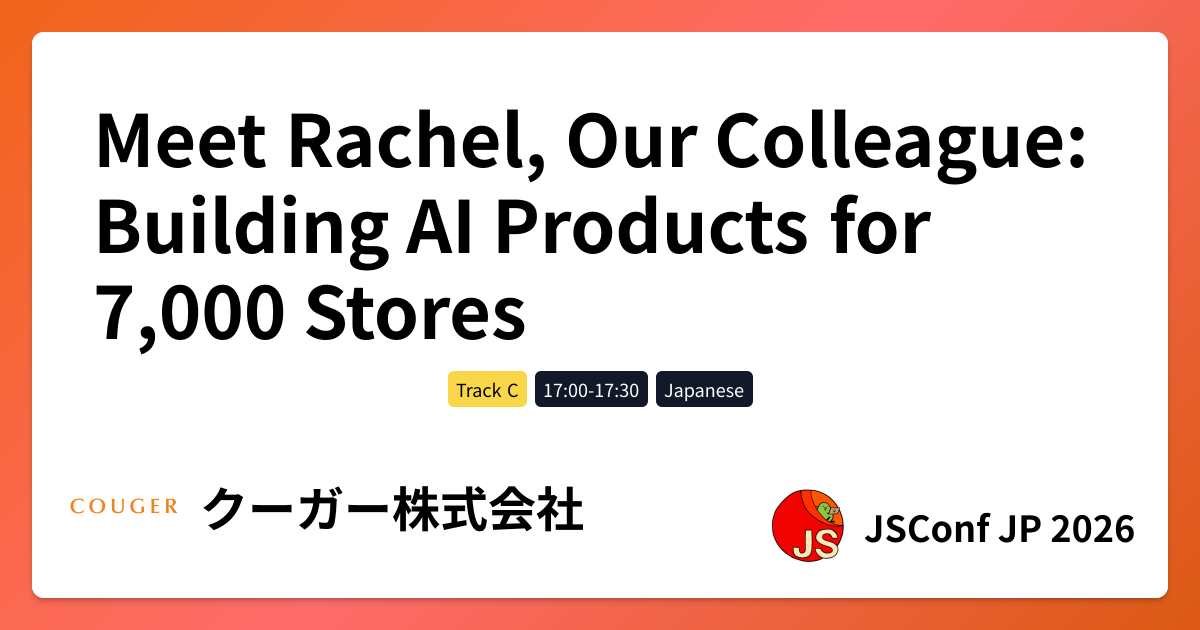 Meet Rachel, Our Colleague:
Building AI Products for
7,000 Stores
Track C
17:00-17:30
Japanese
COUGER
クーガー株式会社
JS
JSConf JP 2026